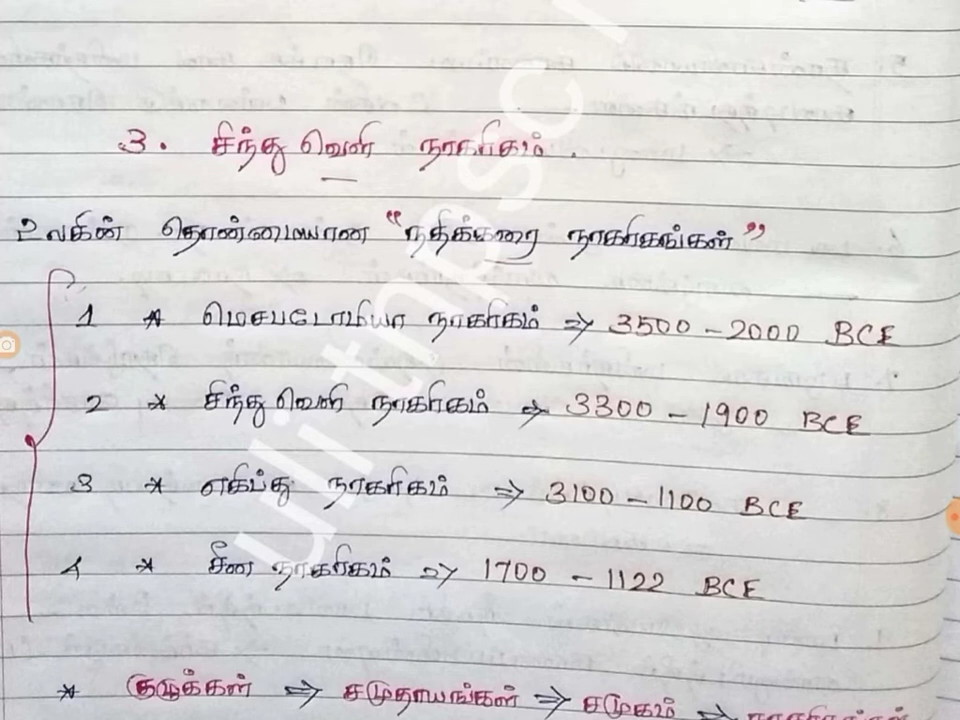 3. சிந்து வெளி நாகரிகம்.
உலகின் தொன்மையான "நதிக்கரை நாகரிகங்கள்"
1 * மெசபடோமியா நாகரிகம் ⇒ 3500 - 2000 BCE
2 * சிந்து வெளி நாகரிகம் ⇒ 3300 - 1900 BCE
3 * எகிப்து நாகரிகம் ⇒ 3100 - 1100 BCE
4 * சீன நாகரிகம் ⇒ 1700 - 1122 BCE
* குழுக்கள் ⇒ சமுதாயங்கள் ⇒ சமுகம் ⇒